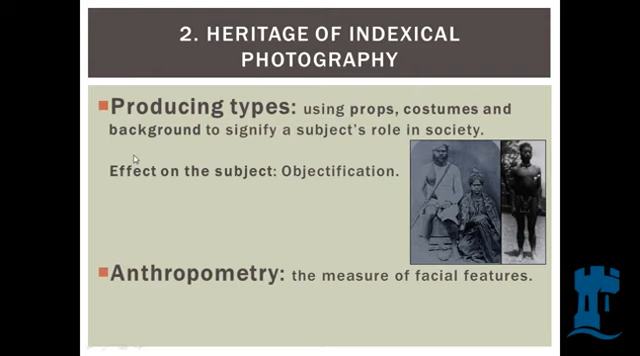 2. HERITAGE OF INDEXICAL
PHOTOGRAPHY
Producing types: using props, costumes and
background to signify a subject's role in society.
Effect on the subject: Objectification.
Anthropometry: the measure of facial features.